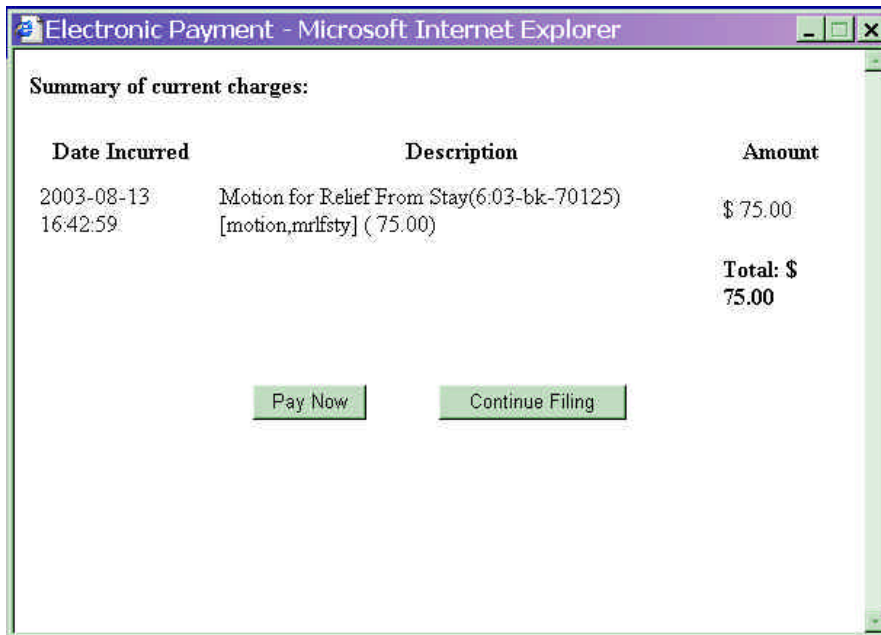 Electronic Payment - Microsoft Internet Explorer
Summary of current charges:
Date Incurred Description Amount
2003-08-13 Motion for Relief From Stay(6:03-bk-70125)
16:42:59 [motion,mrlfsty] ( 75.00) $ 75.00
Total: $
75.00
Pay Now Continue Filing